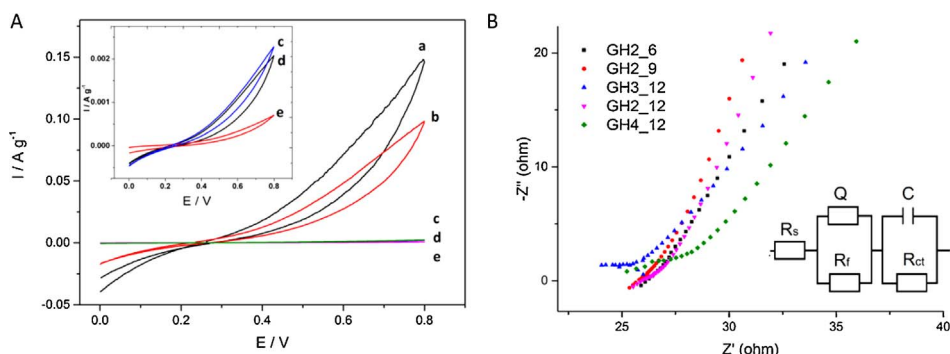 A
0.15
0.10
0.05
0.00
-0.05
I / A g⁻¹
0.0
0.2
0.4
0.6
0.8
E / V
a
b
c
d
e
0.002
0.001
0.000
I / A g⁻¹
0.0
0.2
0.4
0.6
0.8
E / V
c
d
e
B
20
10
0
-Z" (ohm)
GH2_6
GH2_9
GH3_12
GH2_12
GH4_12
25
30
35
40
Z' (ohm)
Rs
Q
Rf
C
Rct